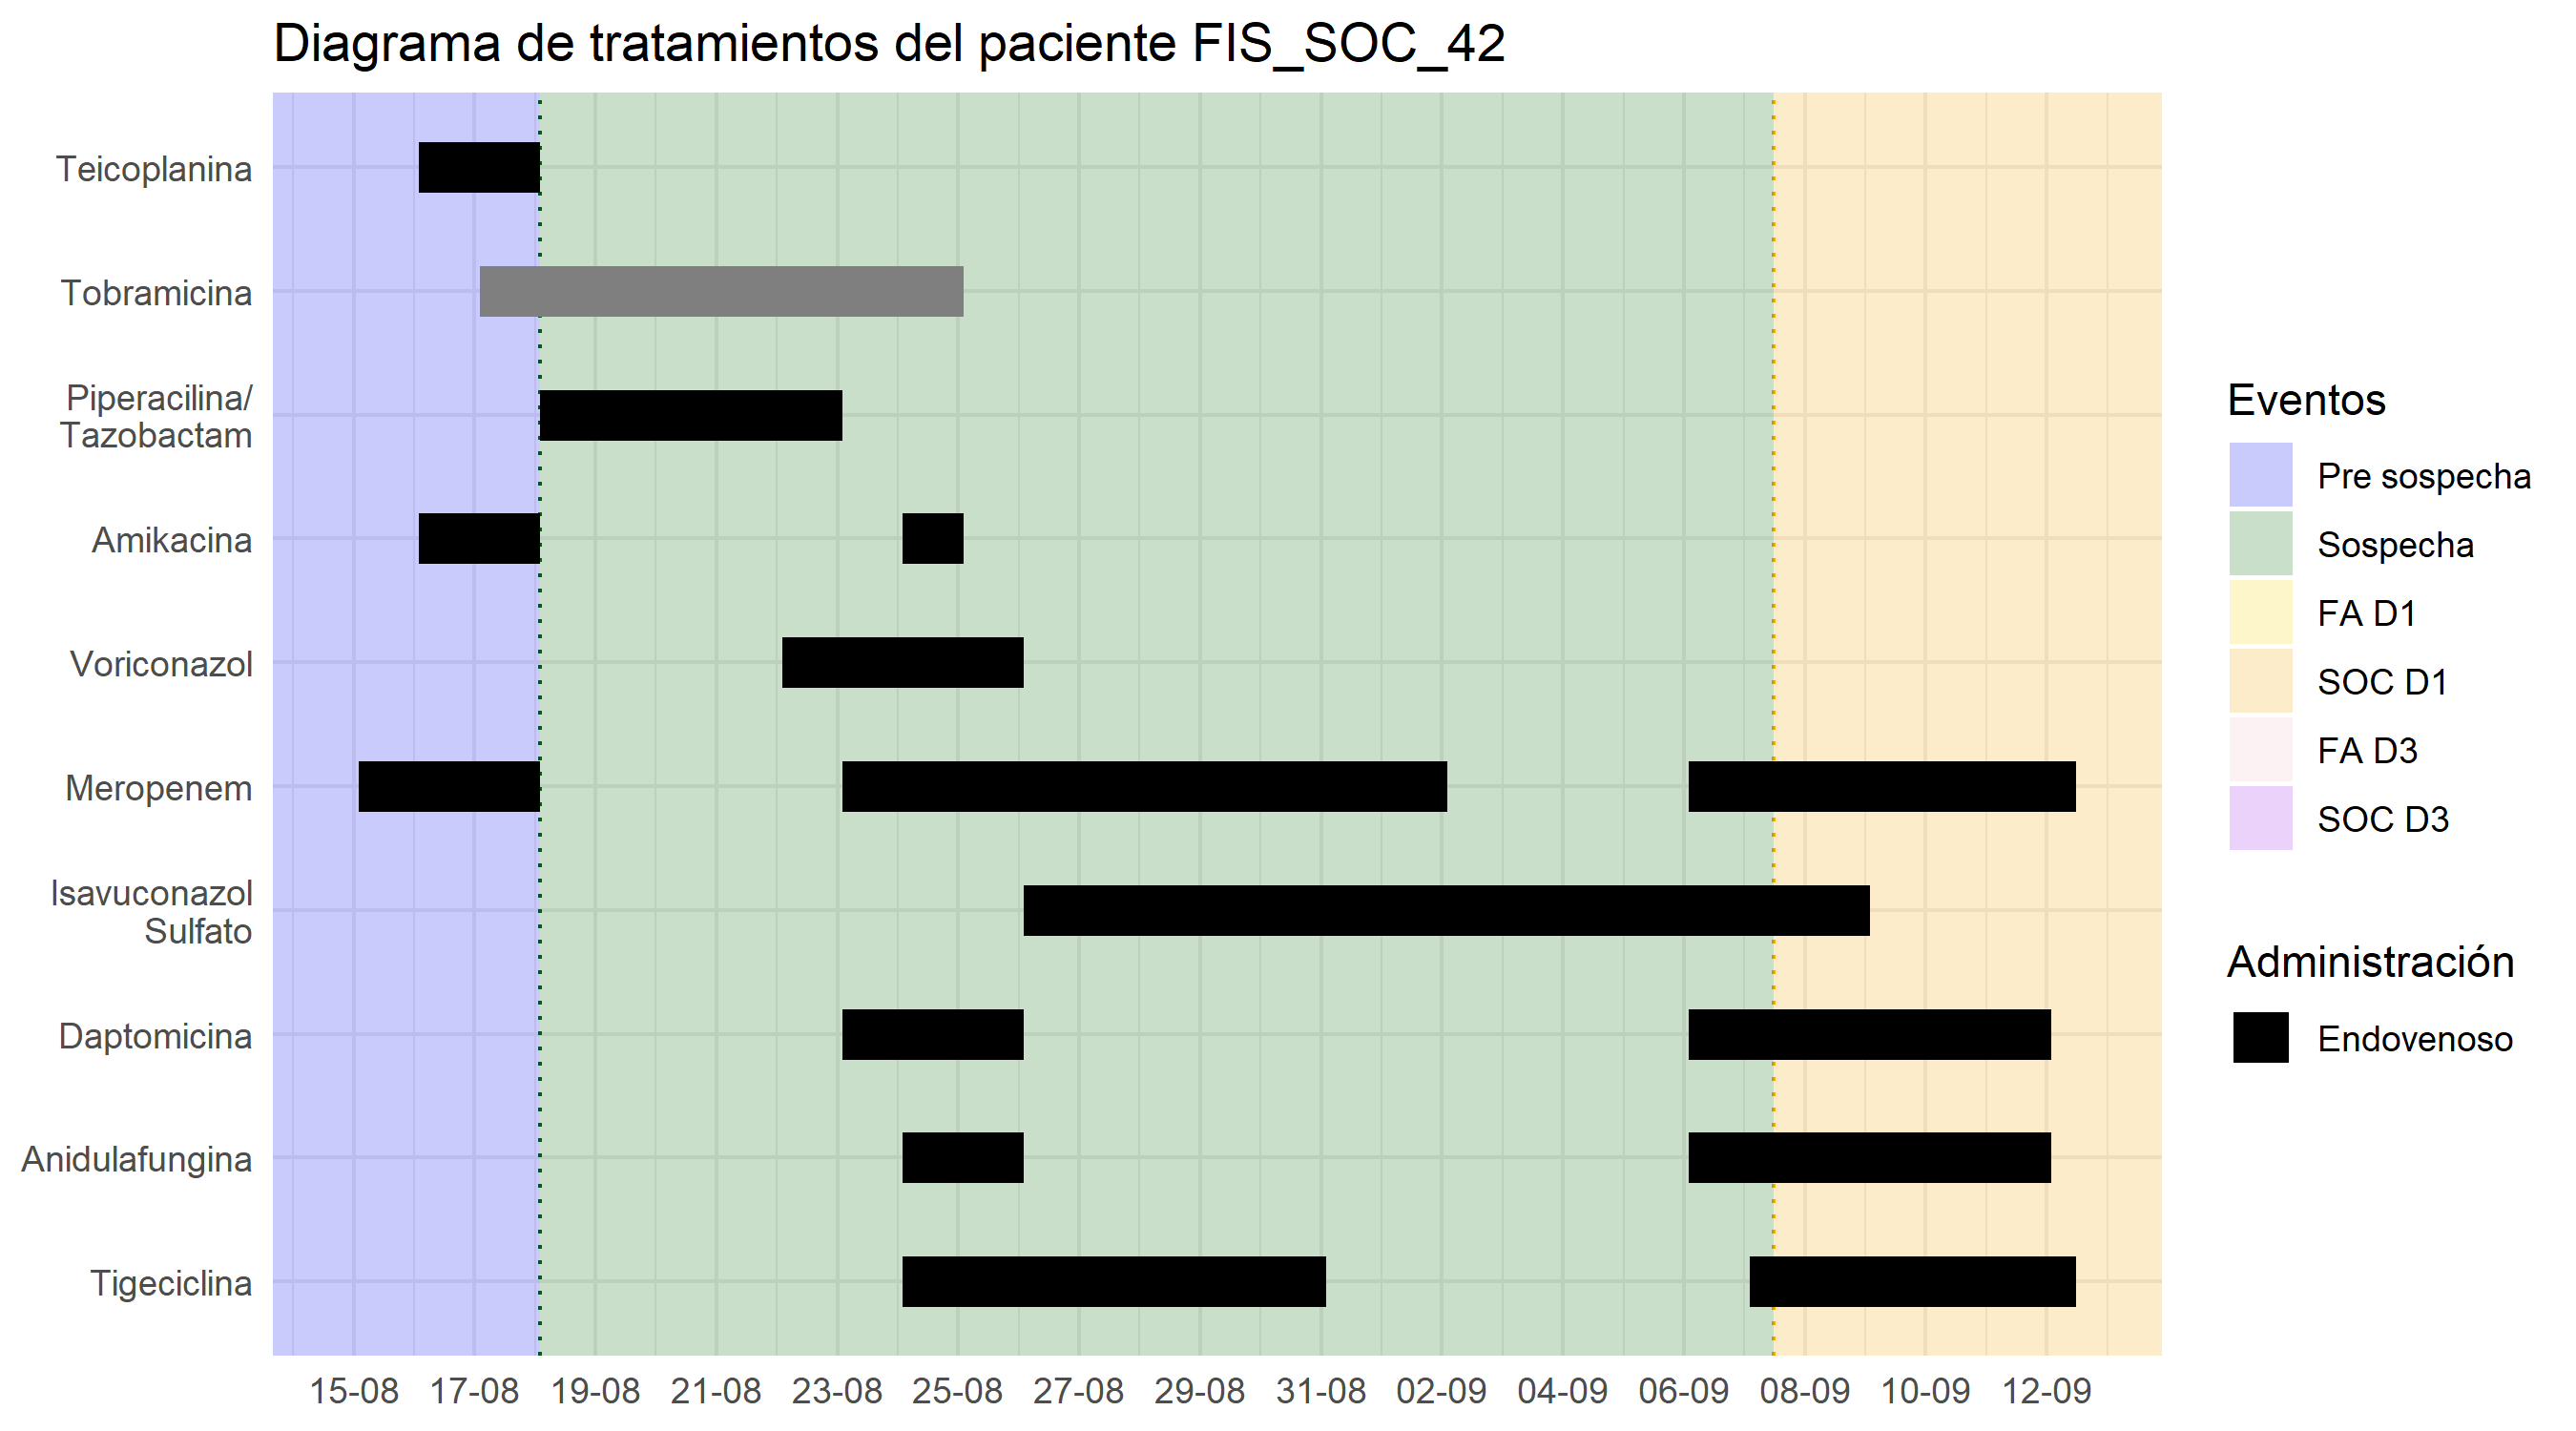 Diagrama de tratamientos del paciente FIS_SOC_42
Teicoplanina
Tobramicina
Piperacilina/
Tazobactam
Amikacina
Voriconazol
Meropenem
Isavuconazol
Sulfato
Daptomicina
Anidulafungina
Tigeciclina
15-08 17-08 19-08 21-08 23-08 25-08 27-08 29-08 31-08 02-09 04-09 06-09 08-09 10-09 12-09
Eventos
Pre sospecha
Sospecha
FA D1
SOC D1
FA D3
SOC D3
Administración
Endovenoso